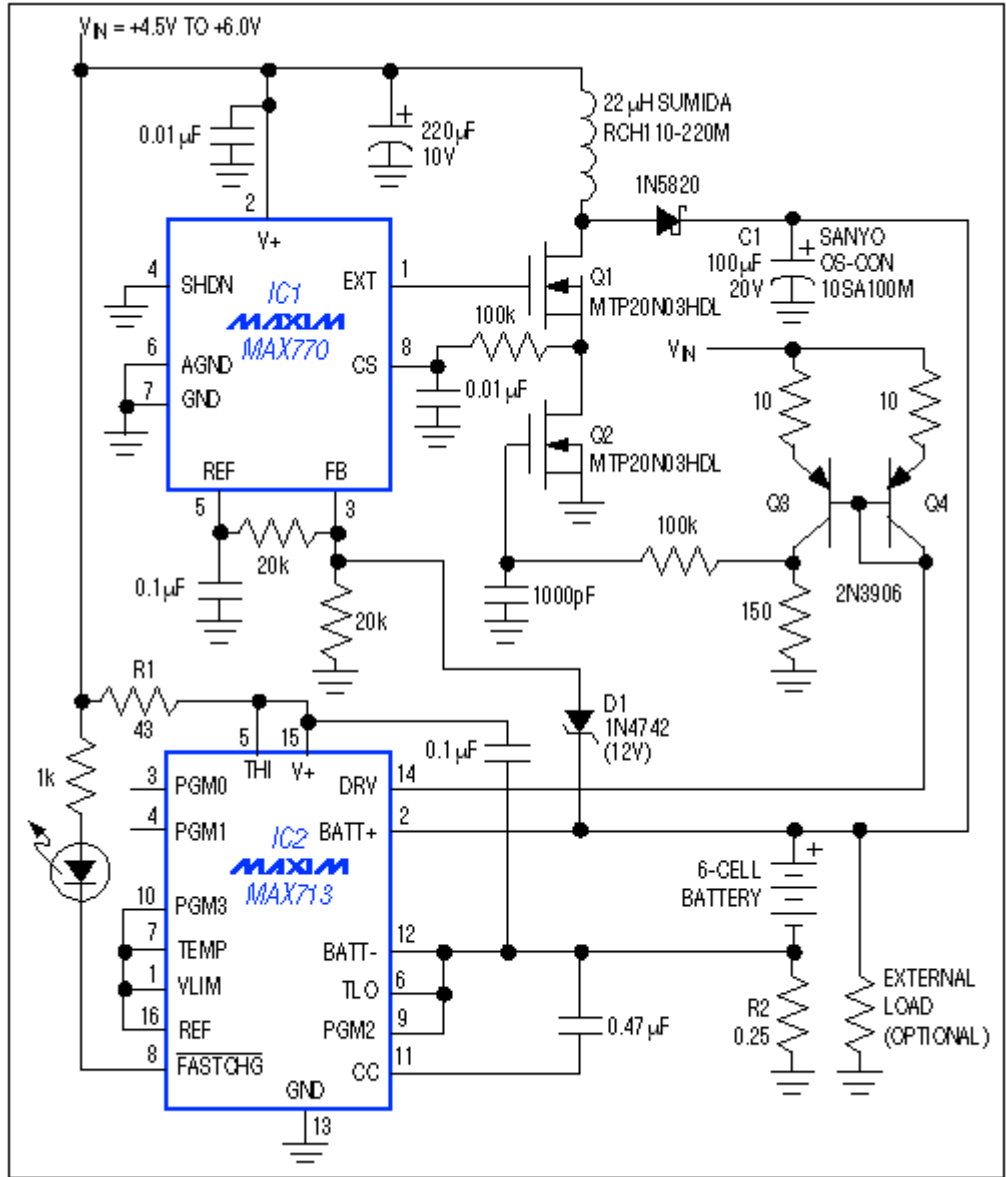 VIN = +4.5V TO +6.0V
0.01µF
220µF
10V
+
22µH SUMIDA
RCH110-220M
1N5820
C1
100µF
20V
+
SANYO
OS-CON
10SA100M
2
V+
4
SHDN
IC1
MAXIM
MAX770
EXT
1
6
AGND
7
GND
CS
8
REF
5
FB
3
100k
0.01µF
Q1
MTP20N03HDL
Q2
MTP20N03HDL
VIN
10
10
Q3
Q4
2N3906
100k
150
1000pF
0.1µF
20k
20k
R1
43
1k
D1
1N4742
(12V)
0.1µF
5
THI
15
V+
3
PGM0
4
PGM1
10
PGM3
7
TEMP
1
VLIM
16
REF
8
FASTCHG
IC2
MAXIM
MAX713
DRV
14
BATT+
2
BATT-
12
TLO
6
PGM2
9
CC
11
GND
13
0.47µF
6-CELL
BATTERY
+
R2
0.25
EXTERNAL
LOAD
(OPTIONAL)